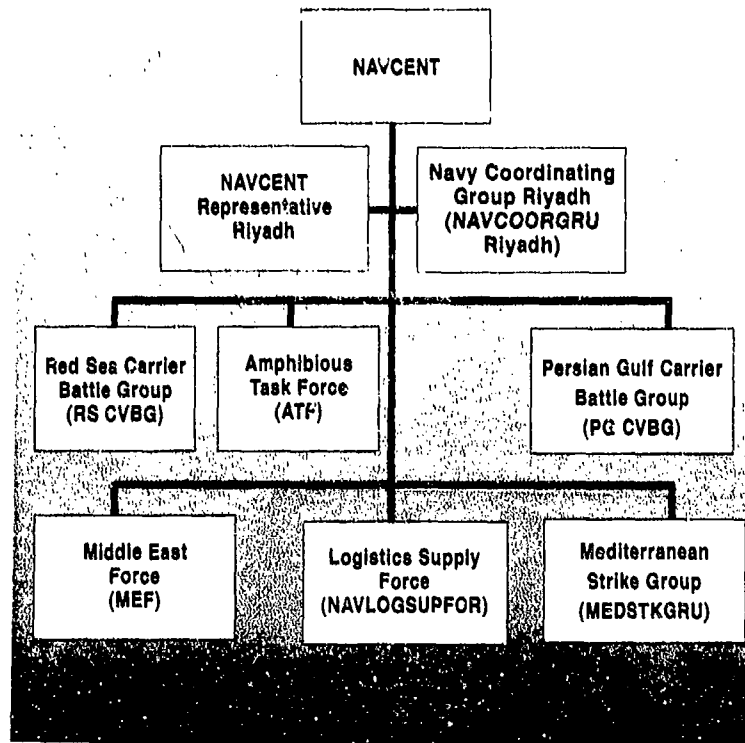 NAVCENT
NAVCENT
Representative
Riyadh
Navy Coordinating
Group Riyadh
(NAVCOORGRU
Riyadh)
Red Sea Carrier
Battle Group
(RS CVBG)
Amphibious
Task Force
(ATF)
Persian Gulf Carrier
Battle Group
(PG CVBG)
Middle East
Force
(MEF)
Logistics Supply
Force
(NAVLOGSUPFOR)
Mediterranean
Strike Group
(MEDSTKGRU)